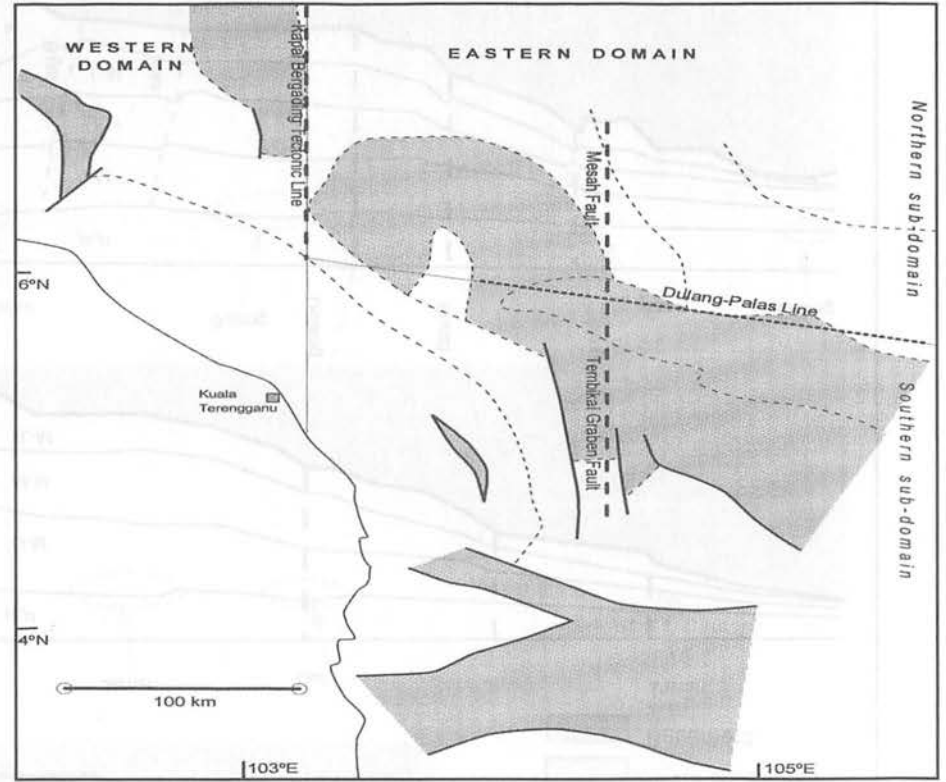 WESTERN
DOMAIN
EASTERN DOMAIN
Kapal Bergading Tectonic Line
Mesah Fault
Northern sub-domain
6°N
Dulang-Palas Line
Kuala
Terengganu
Tembikai Graben Fault
Southern sub-domain
4°N
100 km
103°E
105°E